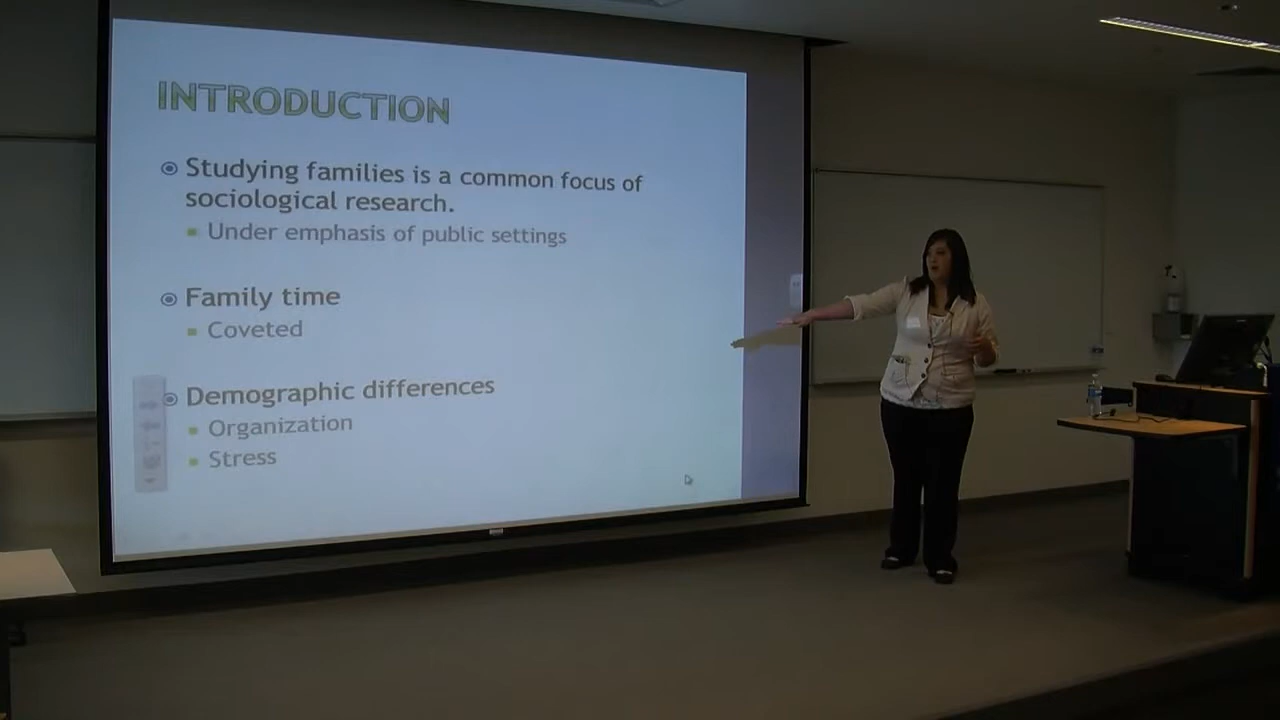 INTRODUCTION
Studying families is a common focus of
sociological research.
Under emphasis of public settings
Family time
Coveted
Demographic differences
Organization
Stress